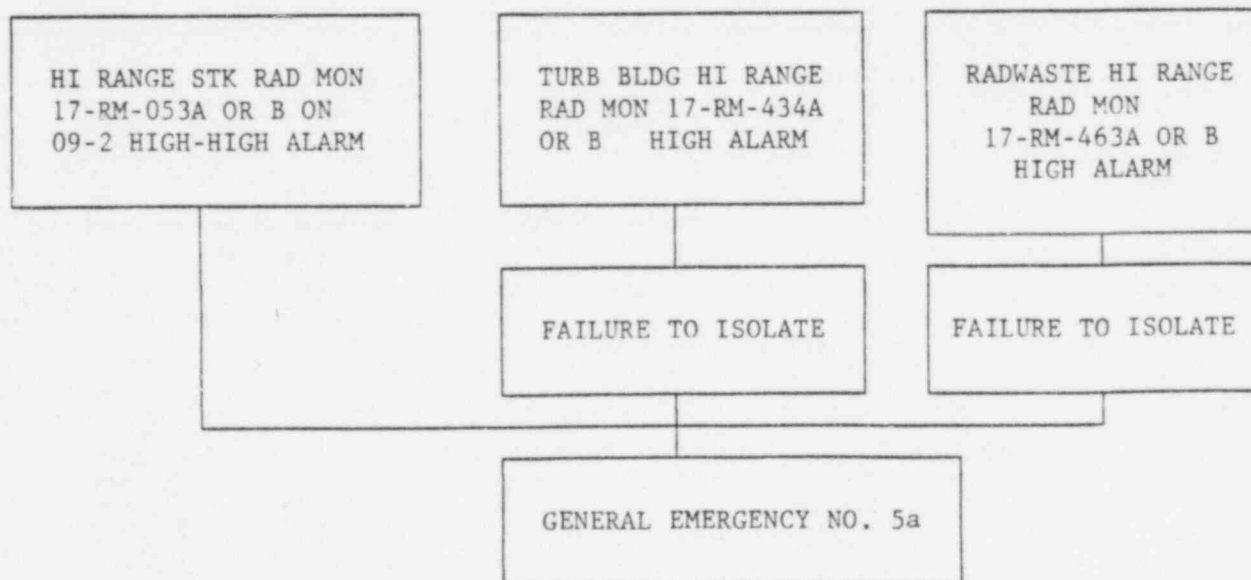 HI RANGE STK RAD MON
17-RM-053A OR B ON
09-2 HIGH-HIGH ALARM
TURB BLDG HI RANGE
RAD MON 17-RM-434A
OR B HIGH ALARM
RADWASTE HI RANGE
RAD MON
17-RM-463A OR B
HIGH ALARM
FAILURE TO ISOLATE
FAILURE TO ISOLATE
GENERAL EMERGENCY NO. 5a